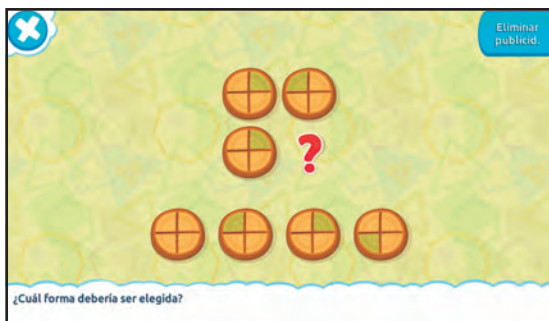 Eliminar
publicid.
?
¿Cuál forma debería ser elegida?